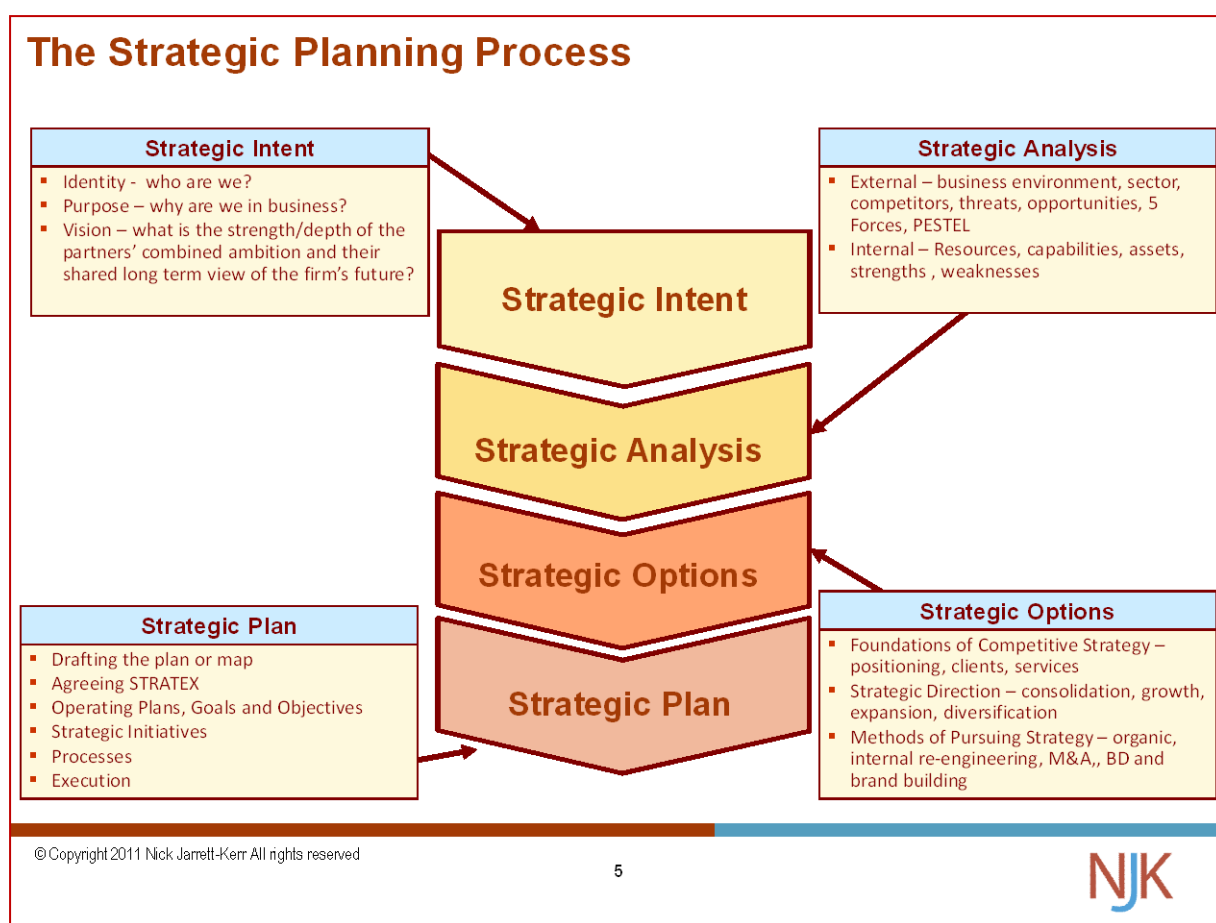 The Strategic Planning Process
Strategic Intent
▪ Identity - who are we?
▪ Purpose – why are we in business?
▪ Vision – what is the strength/depth of the
partners' combined ambition and their
shared long term view of the firm's future?
Strategic Analysis
▪ External – business environment, sector,
competitors, threats, opportunities, 5
Forces, PESTEL
▪ Internal – Resources, capabilities, assets,
strengths , weaknesses
Strategic Intent
Strategic Analysis
Strategic Options
Strategic Plan
Strategic Plan
▪ Drafting the plan or map
▪ Agreeing STRATEX
▪ Operating Plans, Goals and Objectives
▪ Strategic Initiatives
▪ Processes
▪ Execution
Strategic Options
▪ Foundations of Competitive Strategy –
positioning, clients, services
▪ Strategic Direction – consolidation, growth,
expansion, diversification
▪ Methods of Pursuing Strategy – organic,
internal re-engineering, M&A,, BD and
brand building
© Copyright 2011 Nick Jarrett-Kerr All rights reserved
5
NJK